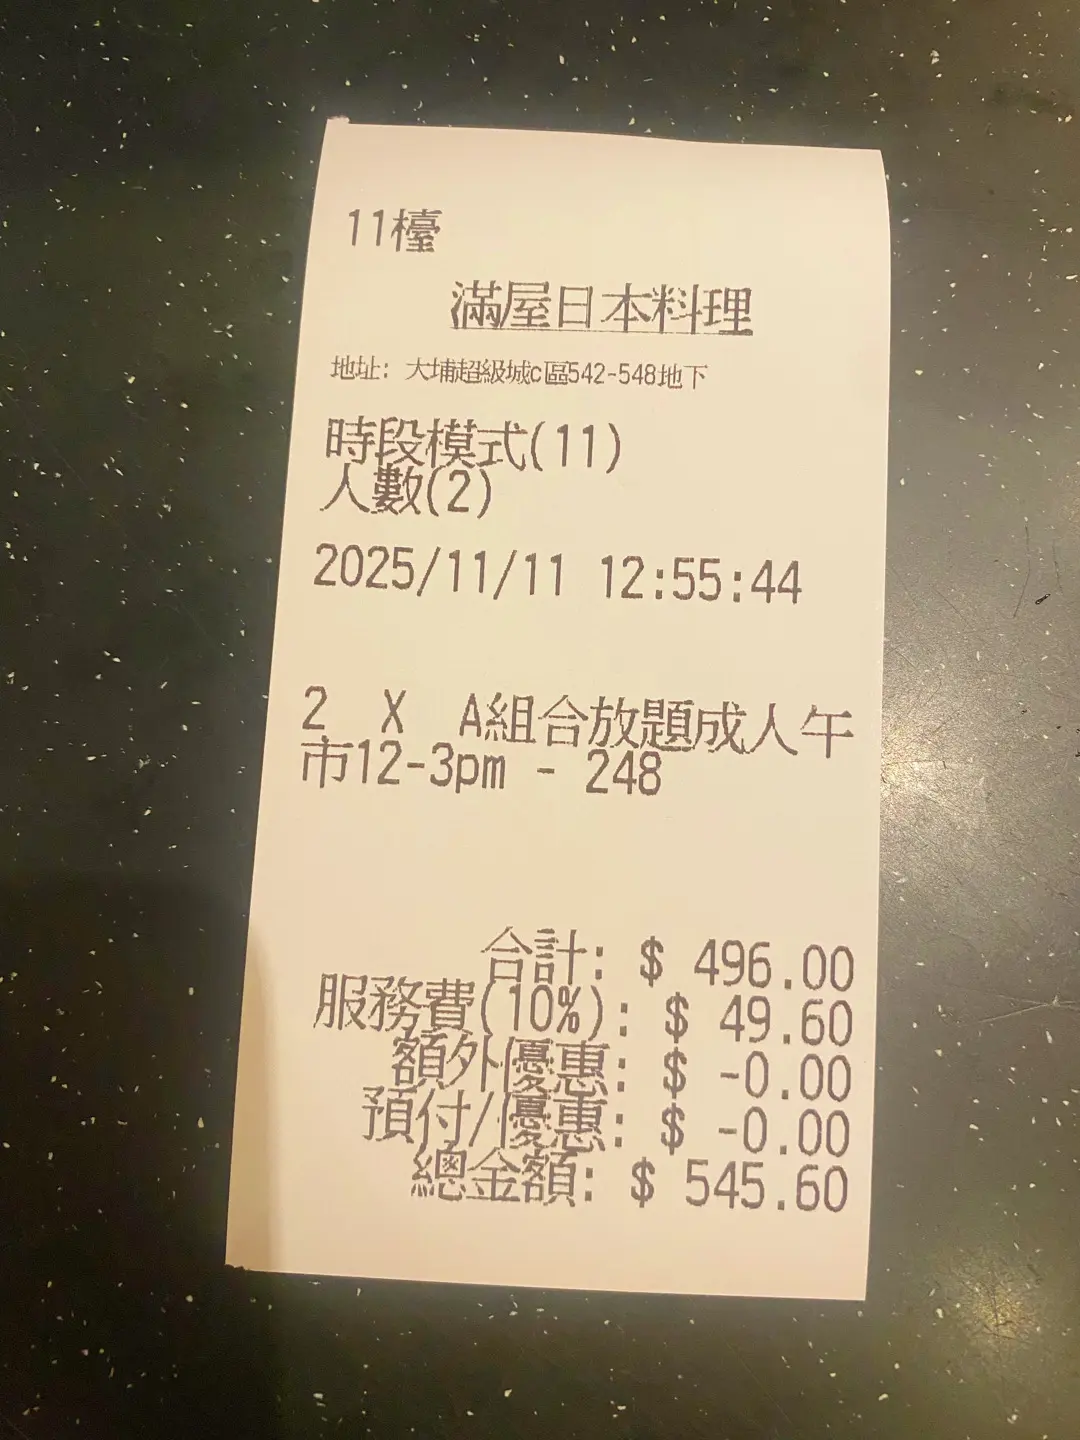 11檯
滿屋日本料理
地址: 大埔超級城c區542-548地下
時段模式(11)
人數(2)
2025/11/11 12:55:44
2 X A組合放題成人午
市12-3pm - 248
合計: $ 496.00
服務費(10%): $ 49.60
額外優惠: $ -0.00
預付/優惠: $ -0.00
總金額: $ 545.60